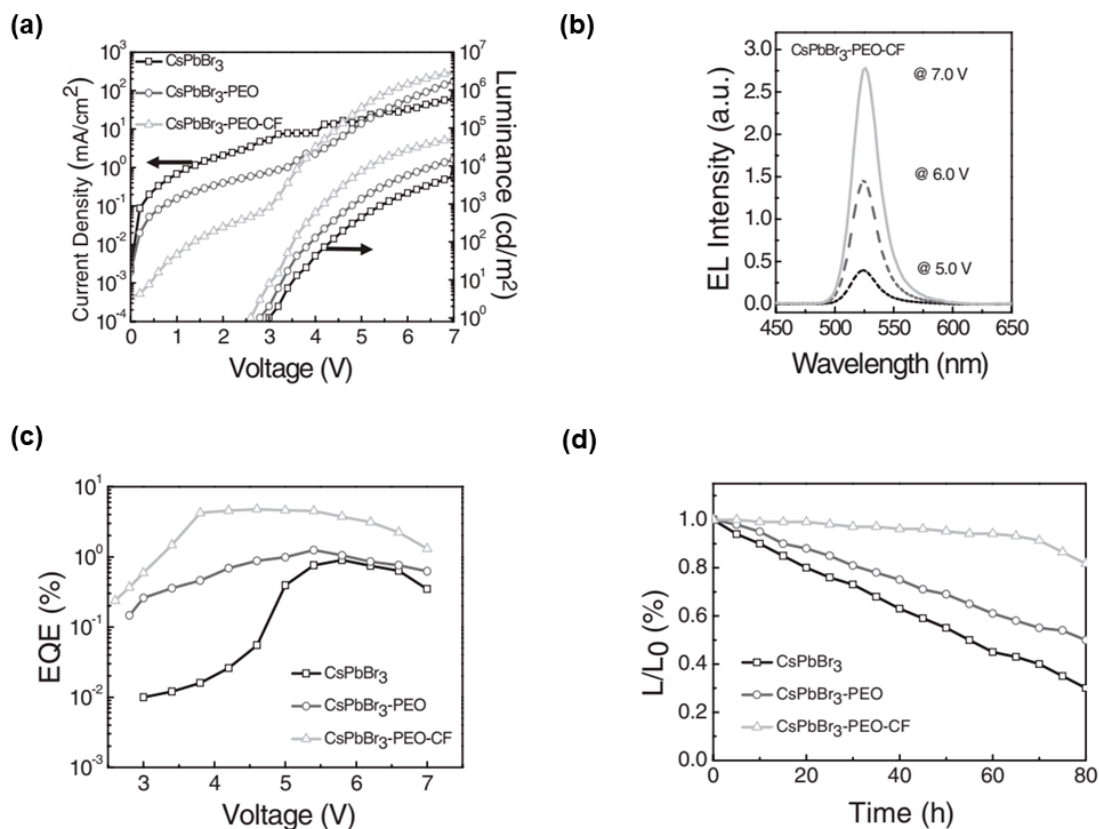 (a)
10³
10²
10¹
10⁰
10⁻¹
10⁻²
10⁻³
10⁻⁴
Current Density (mA/cm²)
CsPbBr₃
CsPbBr₃-PEO
CsPbBr₃-PEO-CF
10⁷
10⁶
10⁵
10⁴
10³
10²
10¹
10⁰
Luminance (cd/m²)
0 1 2 3 4 5 6 7
Voltage (V)
(b)
CsPbBr₃-PEO-CF
3.0
2.5
2.0
1.5
1.0
0.5
0.0
EL Intensity (a.u.)
@ 7.0 V
@ 6.0 V
@ 5.0 V
450 500 550 600 650
Wavelength (nm)
(c)
10¹
10⁰
10⁻¹
10⁻²
10⁻³
EQE (%)
CsPbBr₃
CsPbBr₃-PEO
CsPbBr₃-PEO-CF
3 4 5 6 7
Voltage (V)
(d)
1.0
0.8
0.6
0.4
0.2
0.0
L/L₀ (%)
CsPbBr₃
CsPbBr₃-PEO
CsPbBr₃-PEO-CF
0 20 40 60 80
Time (h)